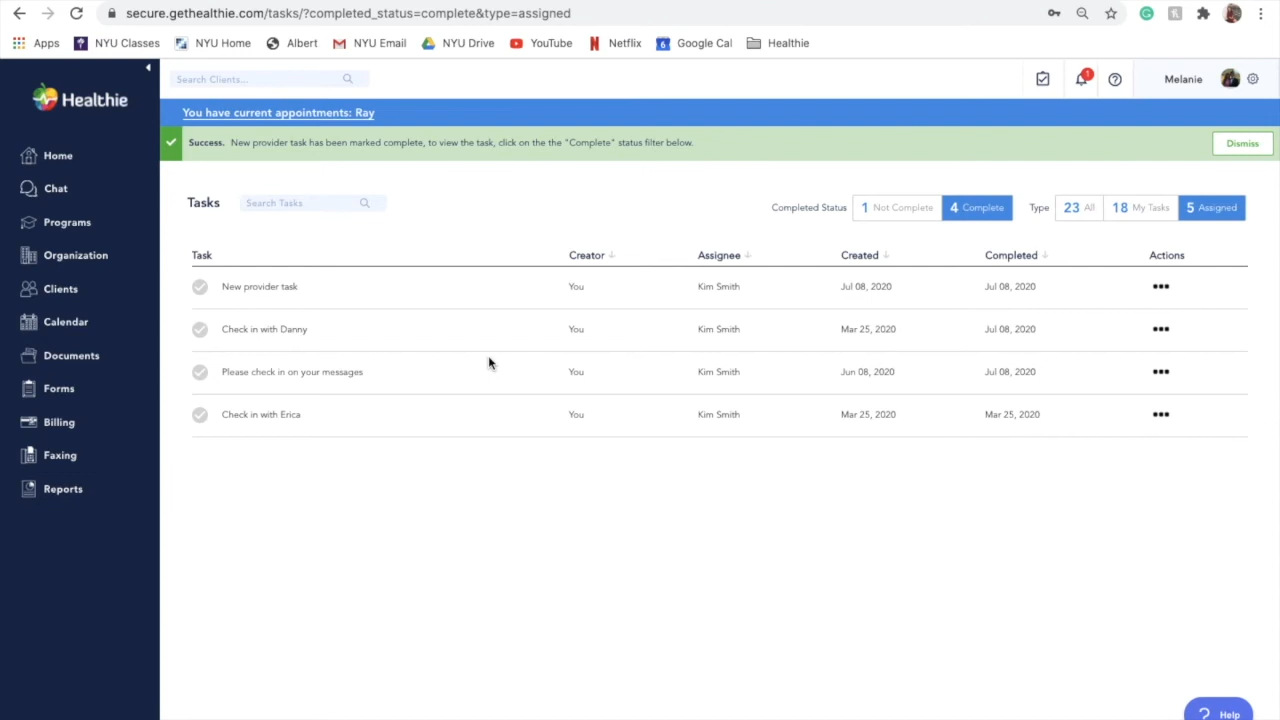 secure.gethealthie.com/tasks/?completed_status=complete&type=assigned
Apps NYU Classes NYU Home Albert NYU Email NYU Drive YouTube Netflix 6 Google Cal Healthie
Healthie
Search Clients...
1
Melanie
You have current appointments: Ray
Success. New provider task has been marked complete, to view the task, click on the the "Complete" status filter below.
Dismiss
Home
Chat
Programs
Organization
Clients
Calendar
Documents
Forms
Billing
Faxing
Reports
Tasks
Search Tasks
Completed Status 1 Not Complete 4 Complete Type 23 All 18 My Tasks 5 Assigned
Task Creator Assignee Created Completed Actions
New provider task You Kim Smith Jul 08, 2020 Jul 08, 2020
Check in with Danny You Kim Smith Mar 25, 2020 Jul 08, 2020
Please check in on your messages You Kim Smith Jun 08, 2020 Jul 08, 2020
Check in with Erica You Kim Smith Mar 25, 2020 Mar 25, 2020
? Help